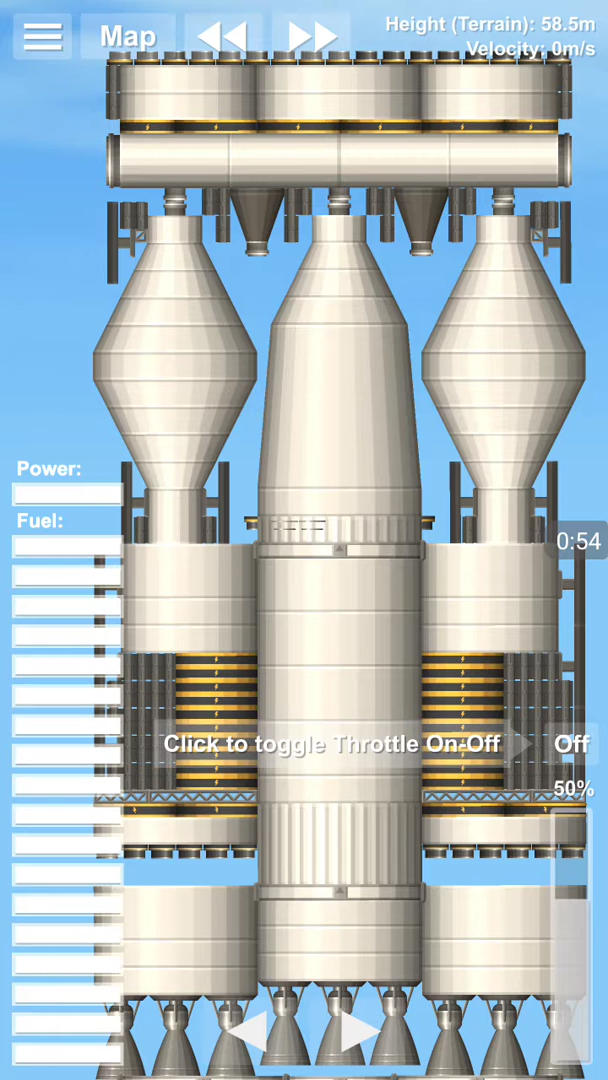 Map
Height (Terrain): 58.5m
Velocity: 0m/s
Power:
Fuel:
0:54
Click to toggle Throttle On-Off
Off
50%